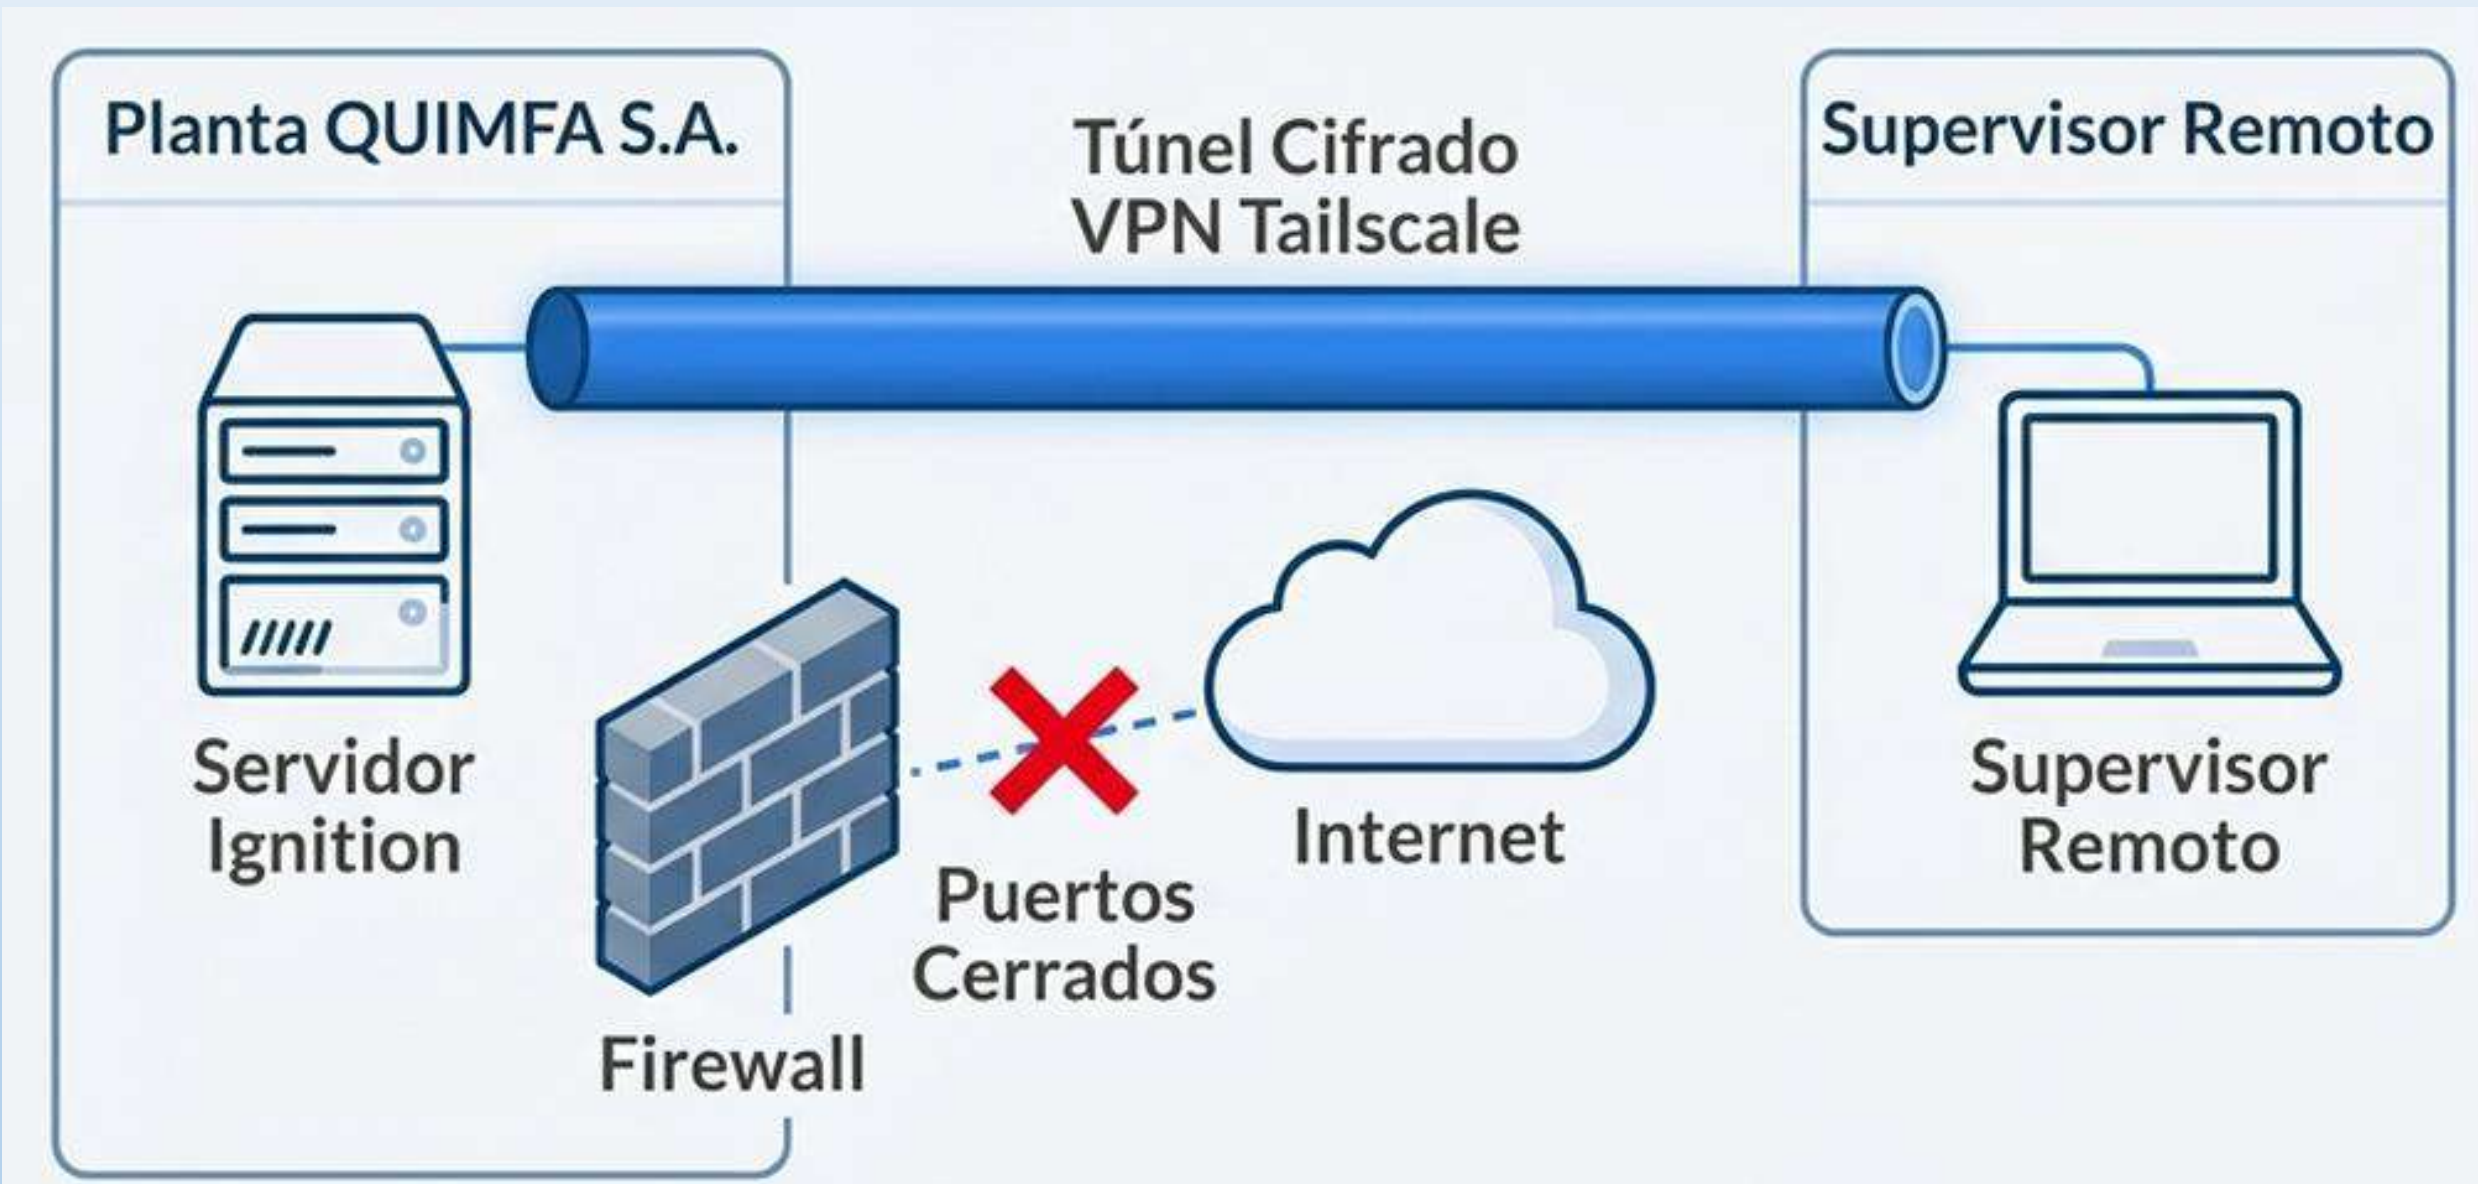 Planta QUIMFA S.A.
Supervisor Remoto
Túnel Cifrado
VPN Tailscale
Servidor
Ignition
Firewall
Puertos
Cerrados
Internet
Supervisor
Remoto